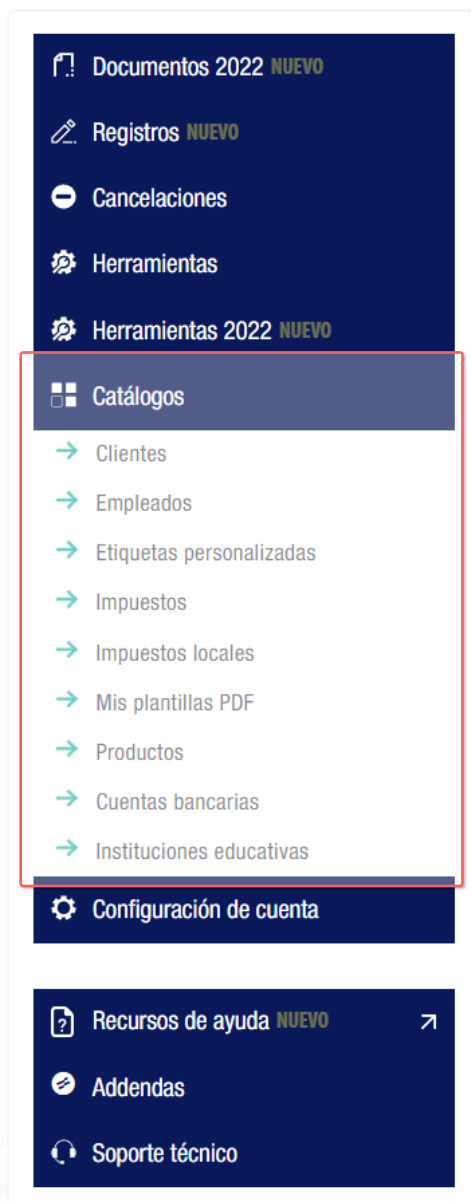 Documentos 2022 NUEVO
Registros NUEVO
Cancelaciones
Herramientas
Herramientas 2022 NUEVO
Catálogos
Clientes
Empleados
Etiquetas personalizadas
Impuestos
Impuestos locales
Mis plantillas PDF
Productos
Cuentas bancarias
Instituciones educativas
Configuración de cuenta
Recursos de ayuda NUEVO
Addendas
Soporte técnico